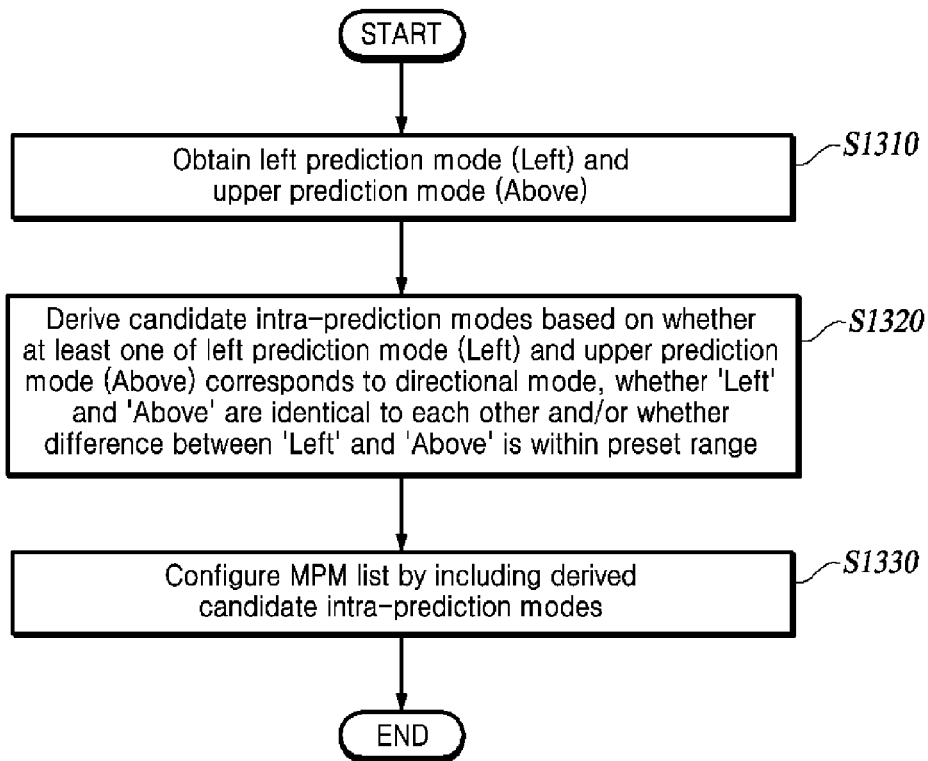 START
Obtain left prediction mode (Left) and
upper prediction mode (Above)
S1310
Derive candidate intra-prediction modes based on whether
at least one of left prediction mode (Left) and upper prediction
mode (Above) corresponds to directional mode, whether 'Left'
and 'Above' are identical to each other and/or whether
difference between 'Left' and 'Above' is within preset range
S1320
Configure MPM list by including derived
candidate intra-prediction modes
S1330
END